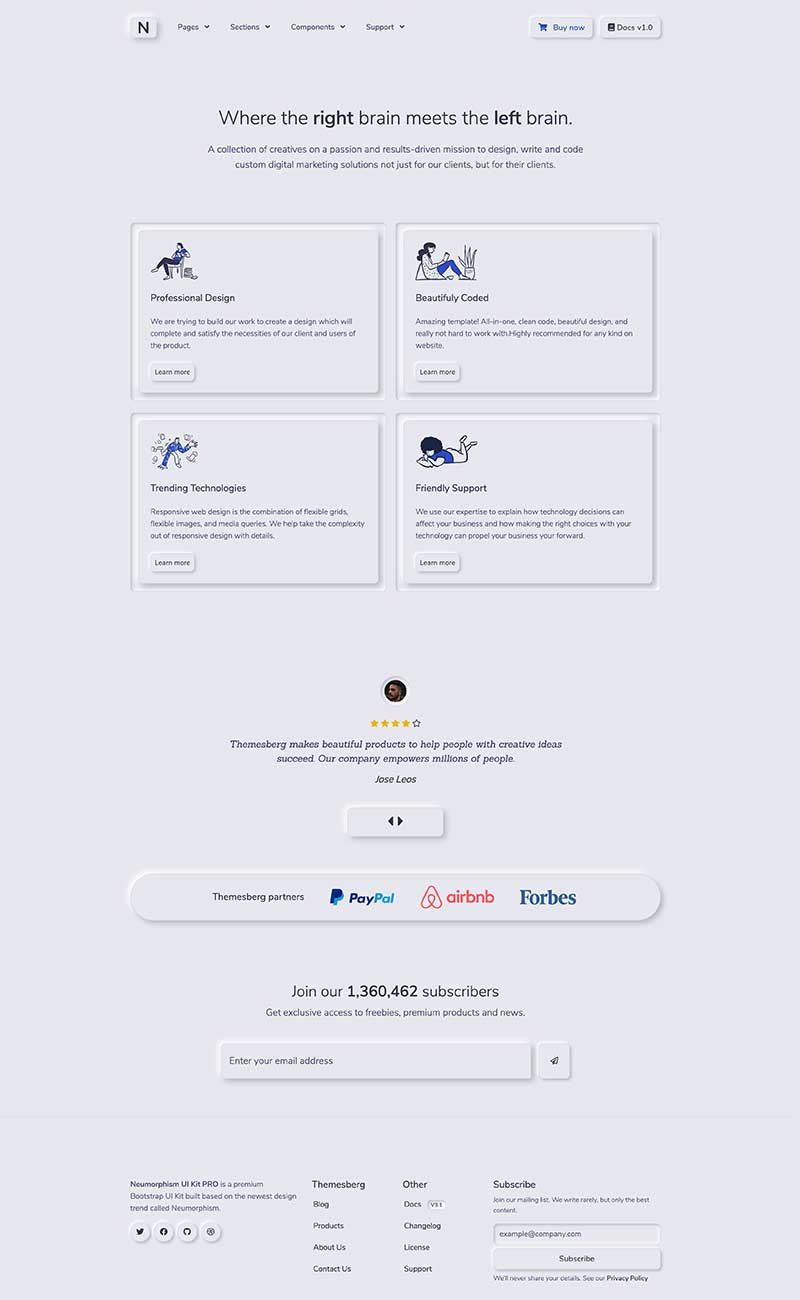 N
Pages
Sections
Components
Support
Buy now
Docs v1.0
Where the right brain meets the left brain.
A collection of creatives on a passion and results-driven mission to design, write and code
custom digital marketing solutions not just for our clients, but for their clients.
Professional Design
We are trying to build our work to create a design which will
complete and satisfy the necessities of our client and users of
the product.
Learn more
Beautifuly Coded
Amazing template! All-in-one, clean code, beautiful design, and
really not hard to work with.Highly recommended for any kind on
website.
Learn more
Trending Technologies
Responsive web design is the combination of flexible grids,
flexible images, and media queries. We help take the complexity
out of responsive design with details.
Learn more
Friendly Support
We use our expertise to explain how technology decisions can
affect your business and how making the right choices with your
technology can propel your business your forward.
Learn more
Themesberg makes beautiful products to help people with creative ideas
succeed. Our company empowers millions of people.
Jose Leos
Themesberg partners
PayPal
airbnb
Forbes
Join our 1,360,462 subscribers
Get exclusive access to freebies, premium products and news.
Enter your email address
Neumorphism UI Kit PRO is a premium
Bootstrap UI Kit built based on the newest design
trend called Neumorphism.
Themesberg
Blog
Products
About Us
Contact Us
Other
Docs v3.1
Changelog
License
Support
Subscribe
Join our mailing list. We write rarely, but only the best
content.
example@company.com
Subscribe
We'll never share your details. See our Privacy Policy